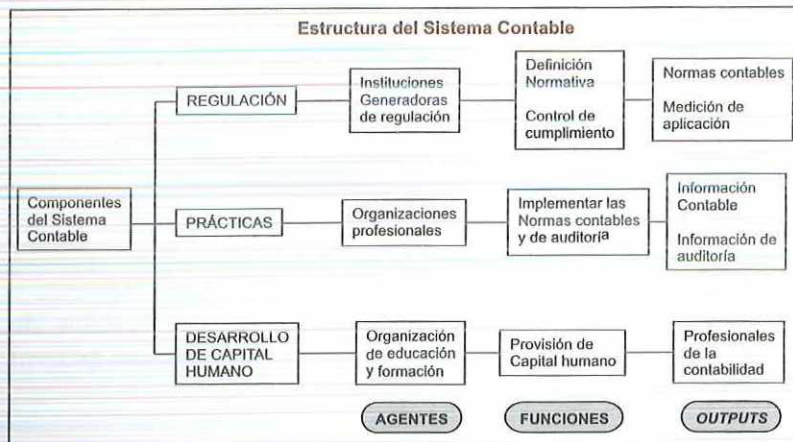 Estructura del Sistema Contable
Componentes
del Sistema
Contable
REGULACIÓN
Instituciones
Generadoras
de regulación
Definición
Normativa
Control de
cumplimiento
Normas contables
Medición de
aplicación
PRÁCTICAS
Organizaciones
profesionales
Implementar las
Normas contables
y de auditoría
Información
Contable
Información de
auditoría
DESARROLLO
DE CAPITAL
HUMANO
Organización
de educación
y formación
Provisión de
Capital humano
Profesionales
de la
contabilidad
AGENTES
FUNCIONES
OUTPUTS